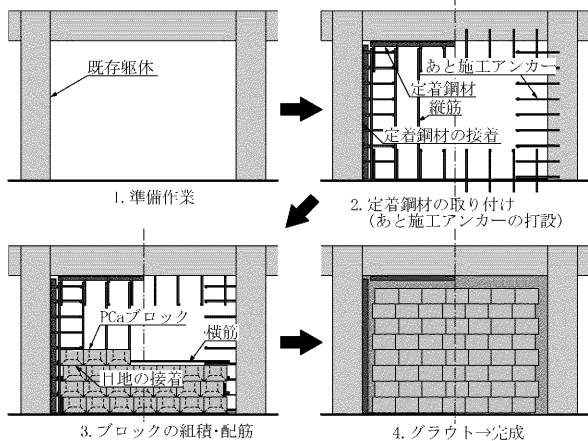 既存躯体
1. 準備作業
あと施工アンカー
定着鋼材
縦筋
定着鋼材の接着
2. 定着鋼材の取り付け
(あと施工アンカーの打設)
PCaブロック
横筋
目地の接着
3. ブロックの組積・配筋
4. グラウト→完成